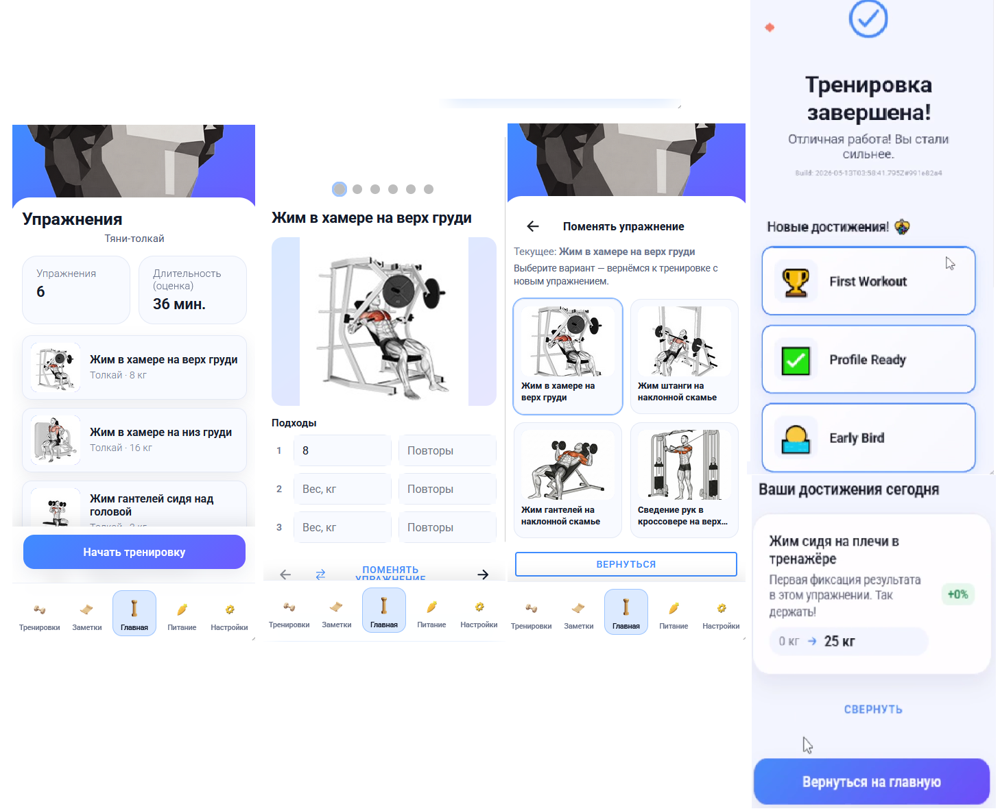 Упражнения
Тяни-толкай
Упражнения
6
Длительность
(оценка)
36 мин.
Жим в хамере на верх груди
Толкай · 8 кг
Жим в хамере на низ груди
Толкай · 16 кг
Жим гантелей сидя над
головой
Начать тренировку
Тренировки
Заметки
Главная
Питание
Настройки
Жим в хамере на верх груди
Подходы
1
8
Повторы
2
Вес, кг
Повторы
3
Вес, кг
Повторы
ПОМЕНЯТЬ
УПРАЖНЕНИЕ
Тренировки
Заметки
Главная
Питание
Настройки
Поменять упражнение
Текущее: Жим в хамере на верх груди
Выберите вариант — вернёмся к тренировке с
новым упражнением.
Жим в хамере на
верх груди
Жим штанги на
наклонной скамье
Жим гантелей на
наклонной скамье
Сведение рук в
кроссовере на верх...
ВЕРНУТЬСЯ
Тренировки
Заметки
Главная
Питание
Настройки
Тренировка
завершена!
Отличная работа! Вы стали
сильнее.
Build: 2026-05-13T03:58:41.795Z#991e82a4
Новые достижения!
First Workout
Profile Ready
Early Bird
Ваши достижения сегодня
Жим сидя на плечи в
тренажёре
Первая фиксация результата
в этом упражнении. Так
держать!
+0%
0 кг → 25 кг
СВЕРНУТЬ
Вернуться на главную